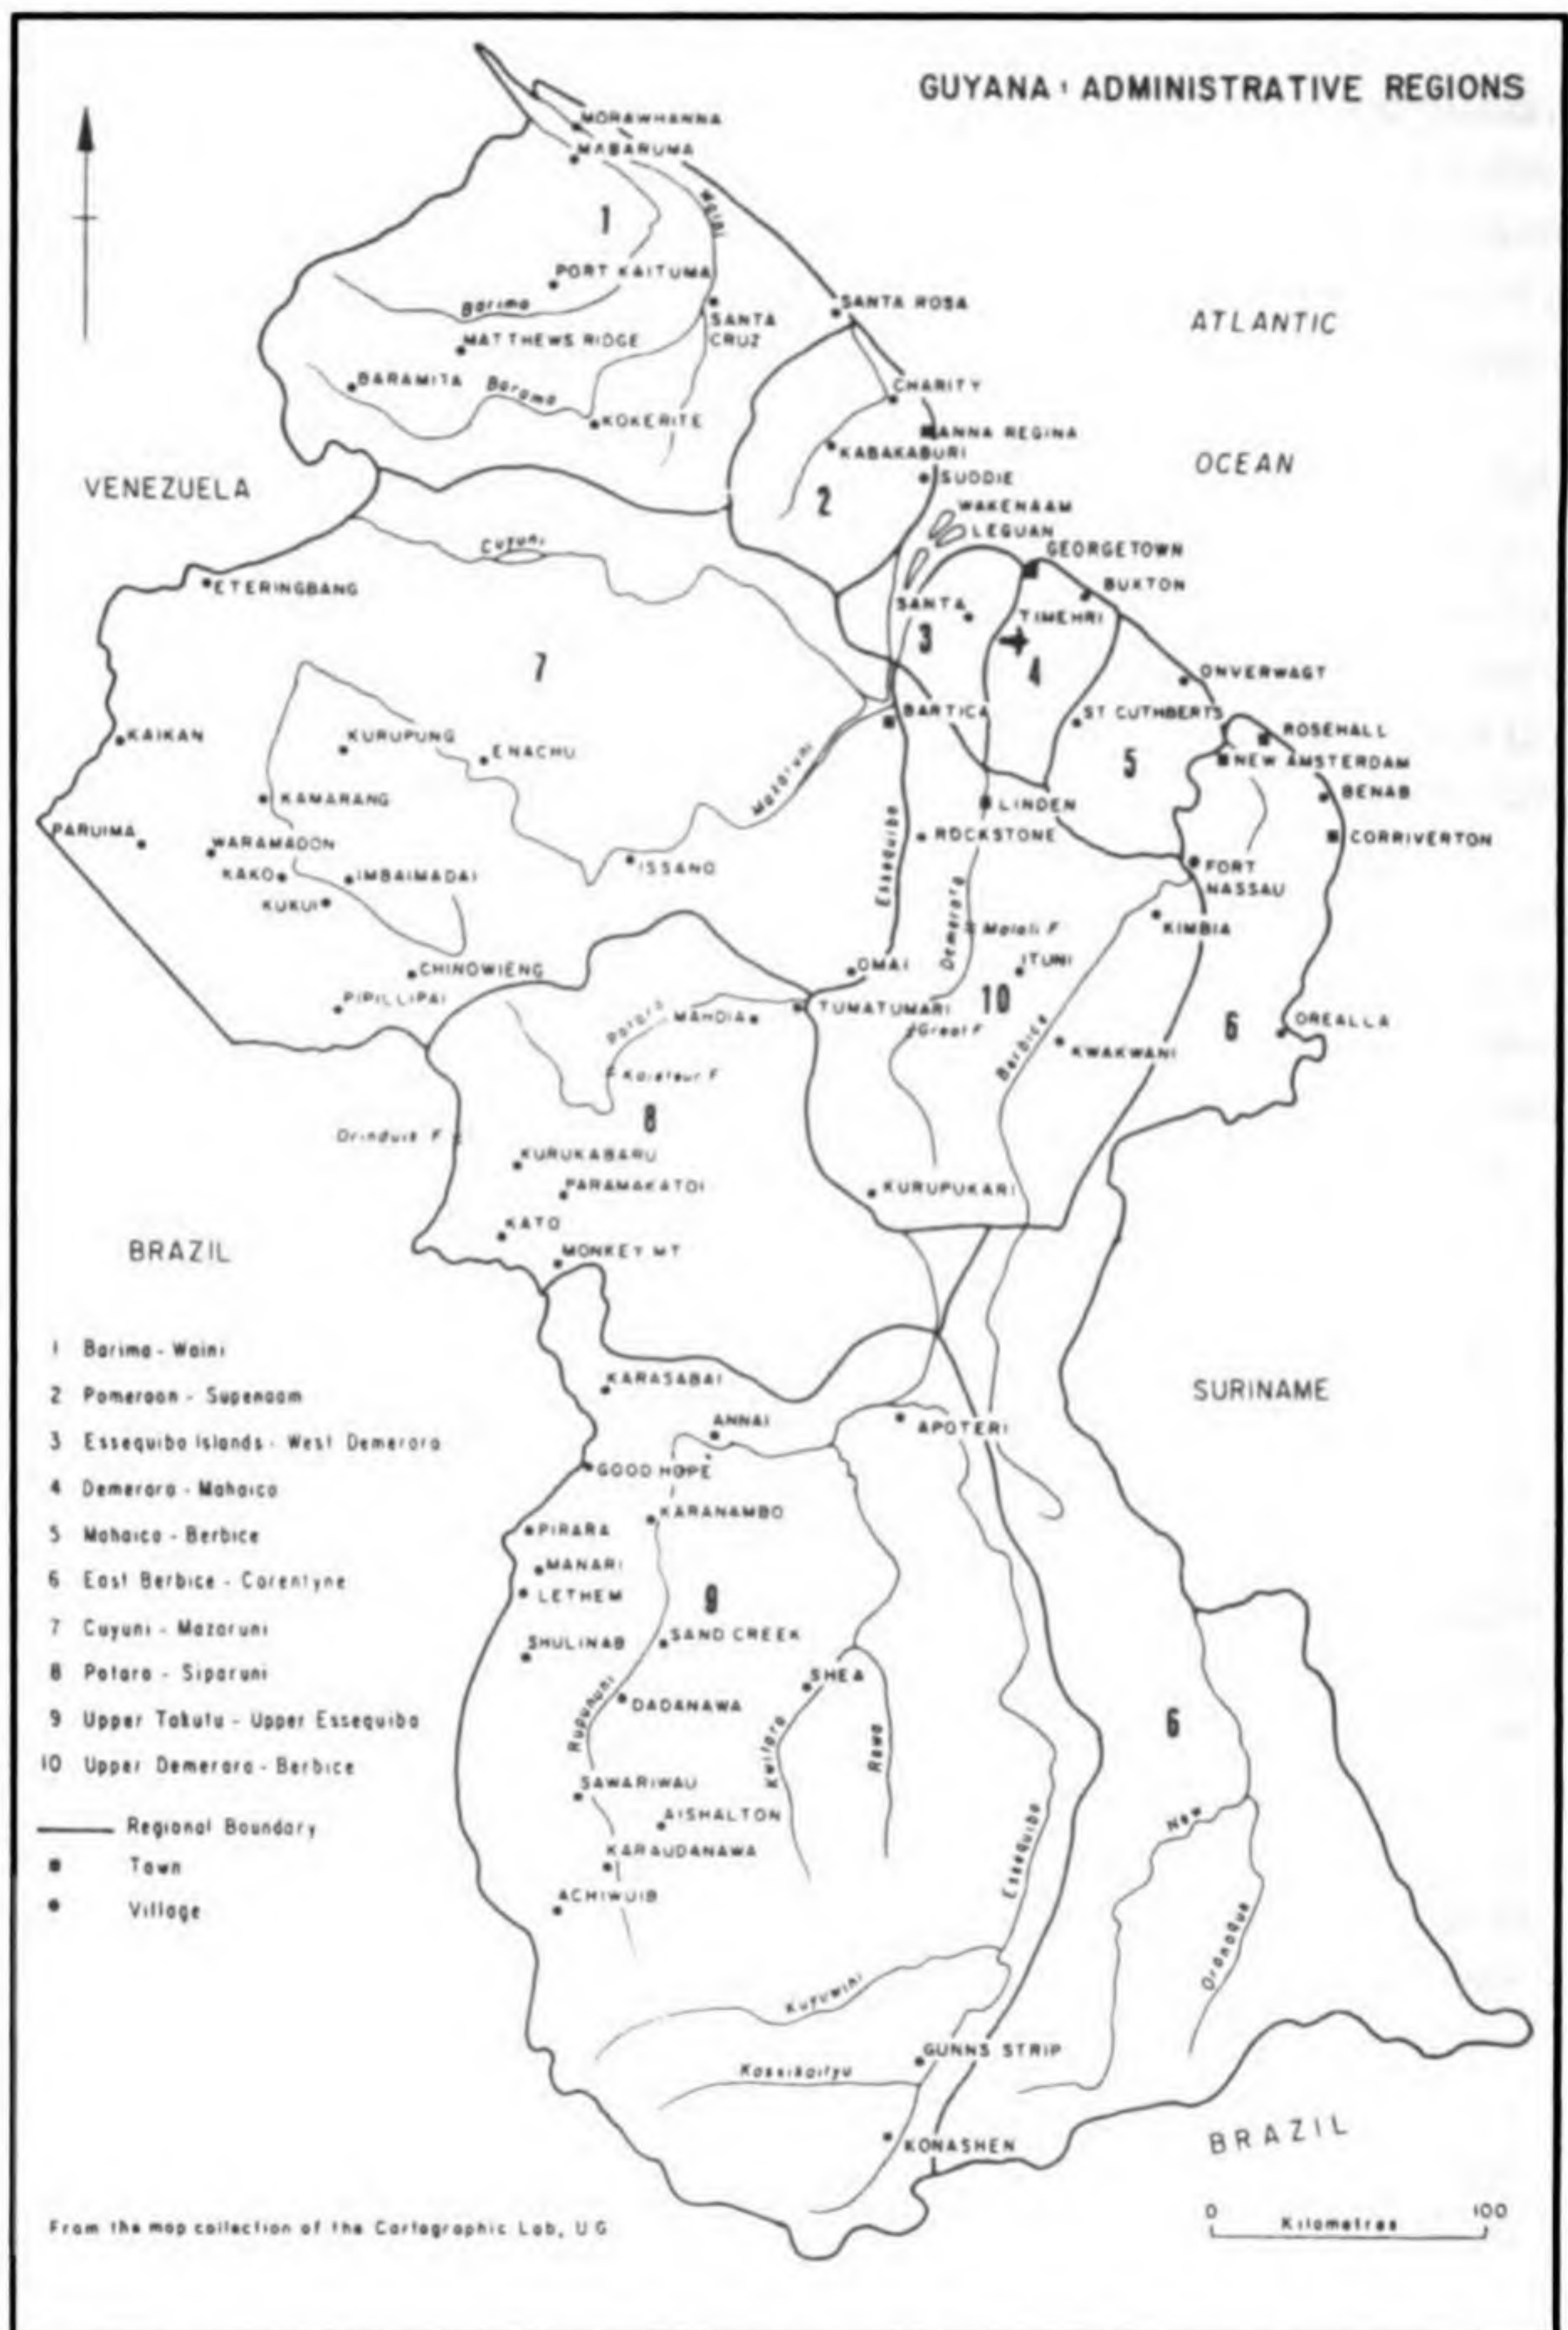 GUYANA : ADMINISTRATIVE REGIONS
MORAWHANNA
MABARUMA
Waini
1
PORT KAITUMA
Barima
SANTA ROSA
SANTA
CRUZ
MATTHEWS RIDGE
ATLANTIC
BARAMITA
Barama
CHARITY
KOKERITE
ANNA REGINA
KABAKABURI
OCEAN
SUDDIE
VENEZUELA
2
WAKENAAM
LEGUAN
Cuyuni
GEORGETOWN
ETERINGBANG
BUXTON
SANTA
TIMEHRI
3
7
4
ONVERWAGT
BARTICA
ST CUTHBERTS
KAIKAN
KURUPUNG
ROSEHALL
ENACHU
5
NEW AMSTERDAM
Mazaruni
KAMARANG
BENAB
LINDEN
PARUIMA
ROCKSTONE
CORRIVERTON
WARAMADON
Essequibo
KAKO
IMBAIMADAI
ISSANO
FORT
NASSAU
KUKUI
Demerara
Malali F
KIMBIA
CHINOWIENG
OMAI
ITUNI
PIPILLIPAI
10
Potaro
MAHDIA
TUMATUMARI
6
OREALLA
Great F
Berbice
KWAKWANI
Kaieteur F
8
Orinduik F
KURUKABARU
PARAMAKATOI
KURUPUKARI
KATO
BRAZIL
MONKEY MT
1 Barima - Waini
KARASABAI
SURINAME
2 Pomeroon - Supenaam
ANNAI
APOTERI
3 Essequibo Islands - West Demerara
GOOD HOPE
4 Demerara - Mahaica
KARANAMBO
5 Mahaica - Berbice
PIRARA
MANARI
6 East Berbice - Corentyne
LETHEM
9
7 Cuyuni - Mazaruni
SHULINAB
SAND CREEK
8 Potaro - Siparuni
SHEA
Rupununi
DADANAWA
9 Upper Takutu - Upper Essequibo
Kwitaro
Rewa
6
10 Upper Demerara - Berbice
SAWARIWAU
AISHALTON
New
Regional Boundary
KARAUDANAWA
Essequibo
Town
ACHIWUIB
Village
Oronoque
Kuyuwini
GUNNS STRIP
Kassikaityu
KONASHEN
BRAZIL
0 100
Kilometres
From the map collection of the Cartographic Lab, U G